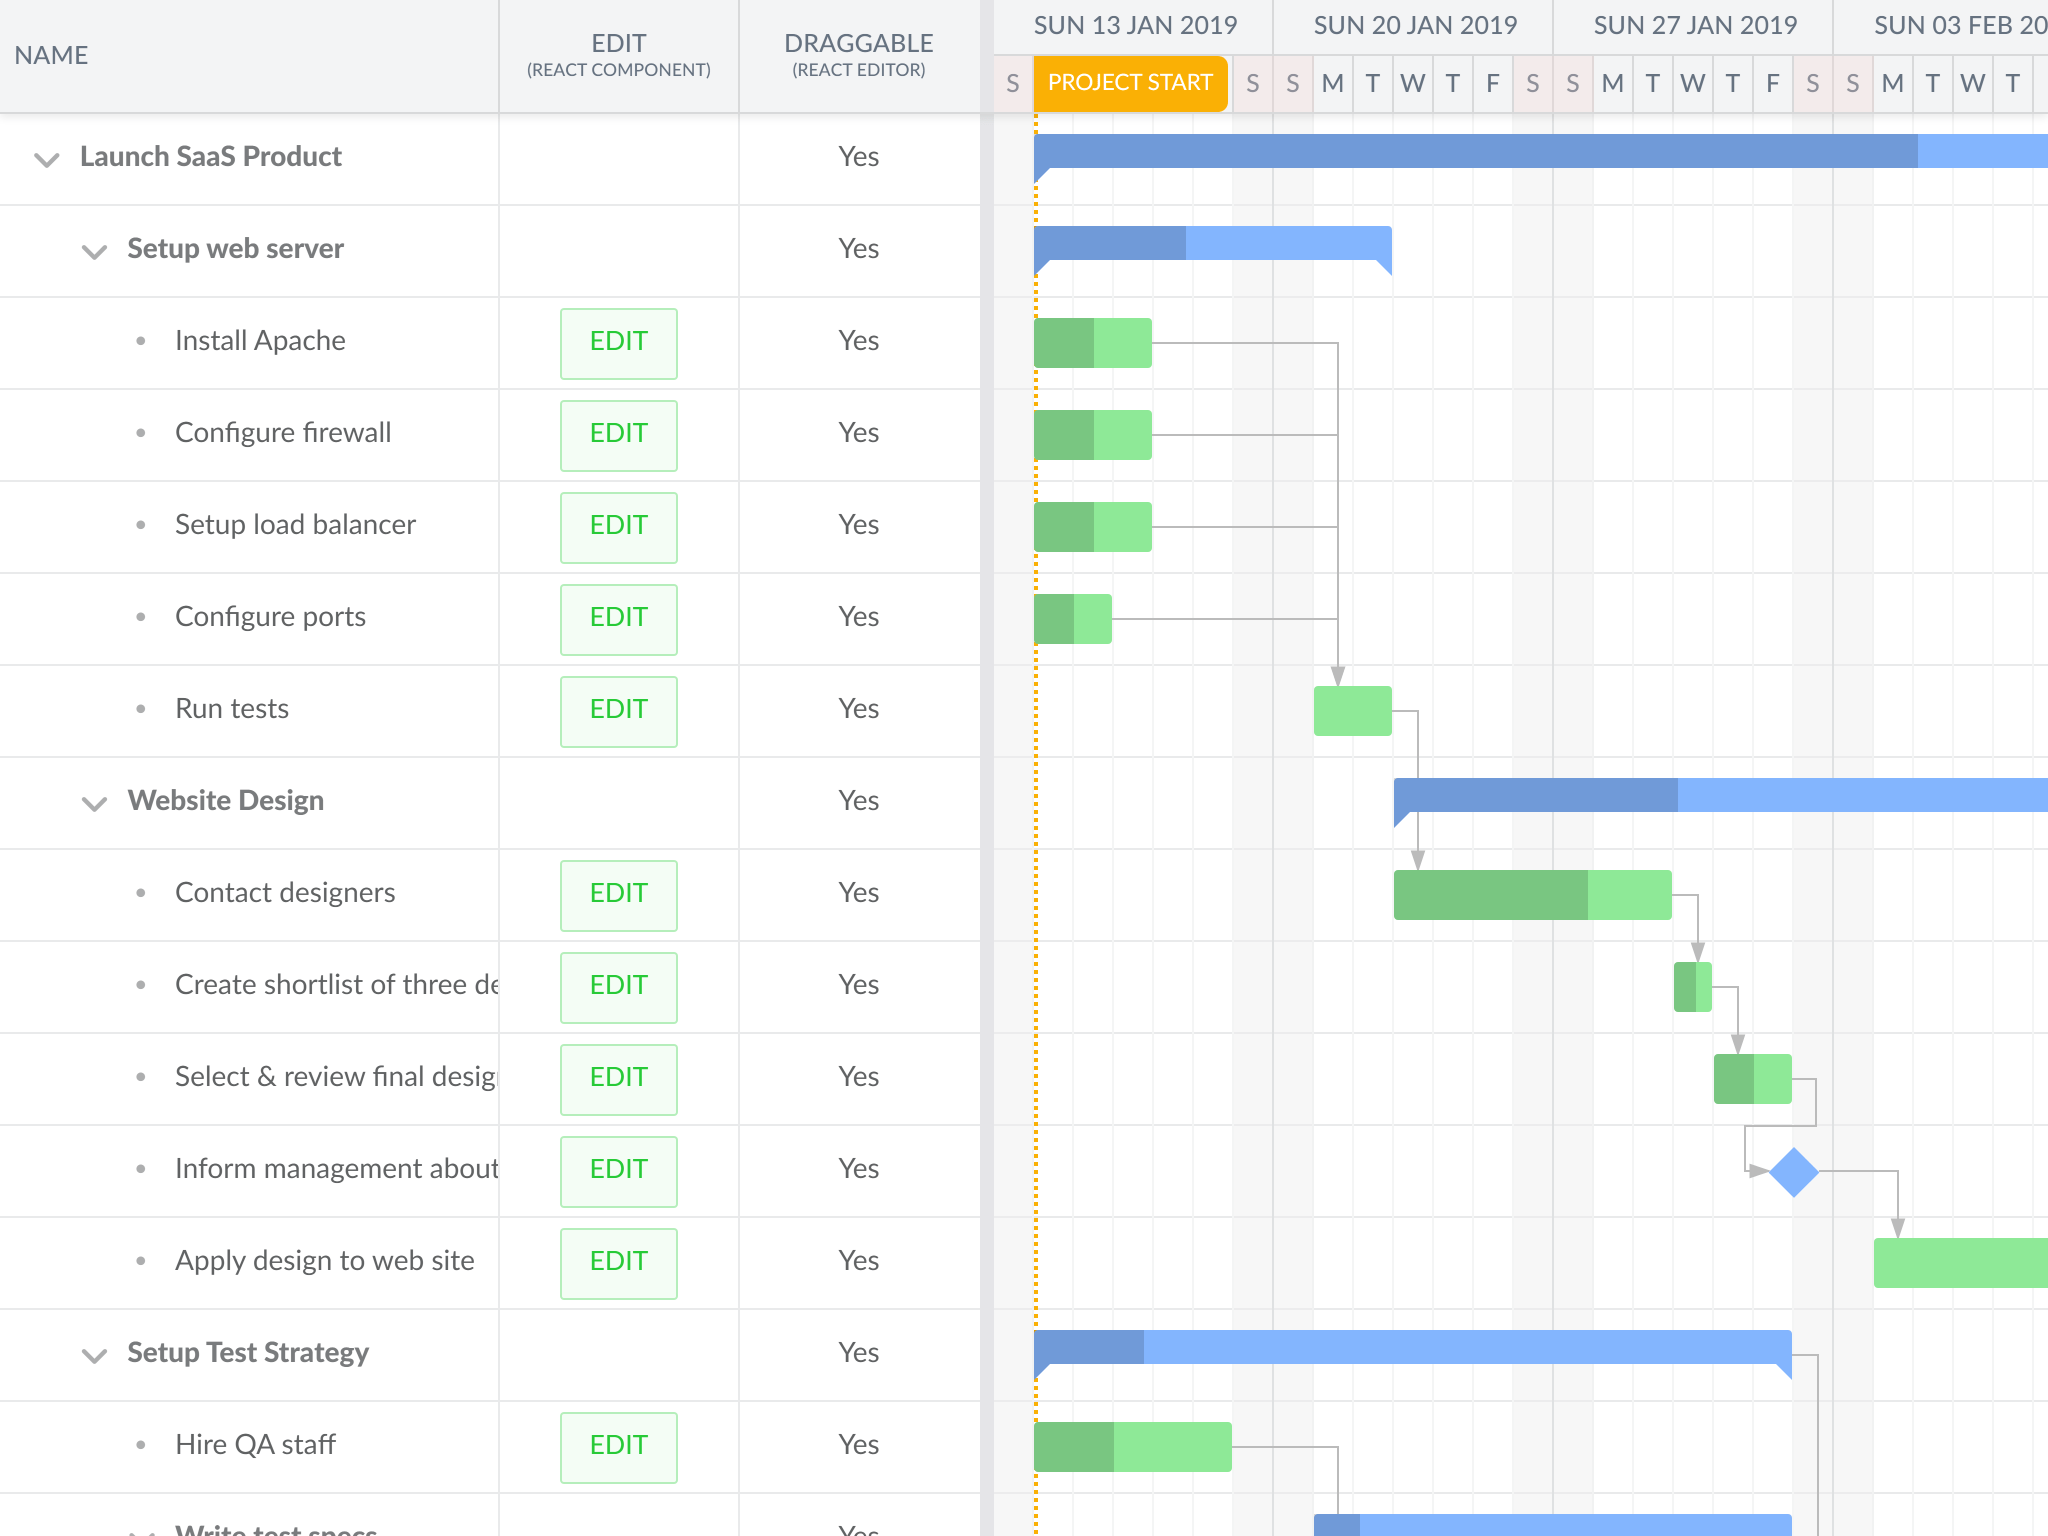 NAME
EDIT
(REACT COMPONENT)
DRAGGABLE
(REACT EDITOR)
SUN 13 JAN 2019 SUN 20 JAN 2019 SUN 27 JAN 2019 SUN 03 FEB 20
S PROJECT START S S M T W T F S S M T W T F S S M T W T
Launch SaaS Product Yes
Setup web server Yes
• Install Apache EDIT Yes
• Configure firewall EDIT Yes
• Setup load balancer EDIT Yes
• Configure ports EDIT Yes
• Run tests EDIT Yes
Website Design Yes
• Contact designers EDIT Yes
• Create shortlist of three de EDIT Yes
• Select & review final desig EDIT Yes
• Inform management about EDIT Yes
• Apply design to web site EDIT Yes
Setup Test Strategy Yes
• Hire QA staff EDIT Yes
Write test specs Yes